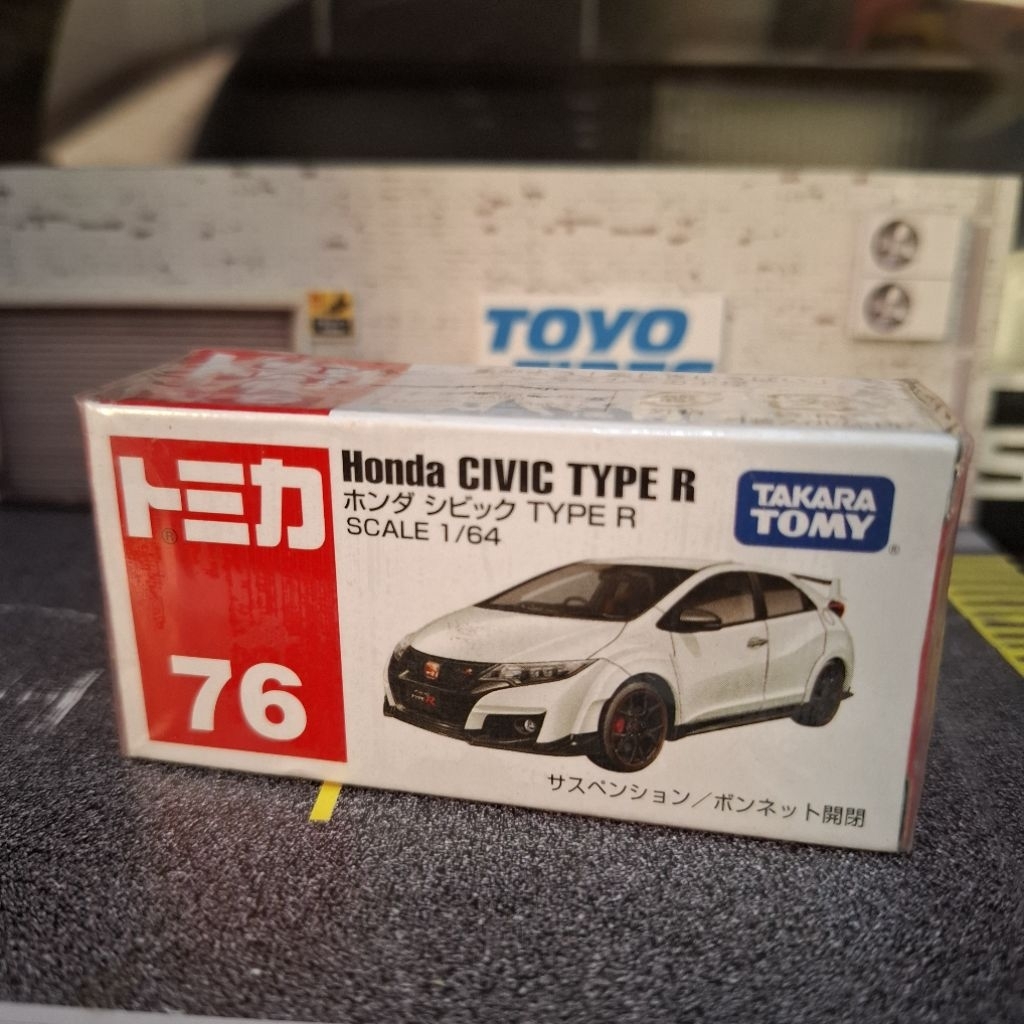 TOYO
TIRES
トミカ
®
76
Honda CIVIC TYPE R
ホンダ シビック TYPE R
SCALE 1/64
TAKARA
TOMY
®
サスペンション／ボンネット開閉